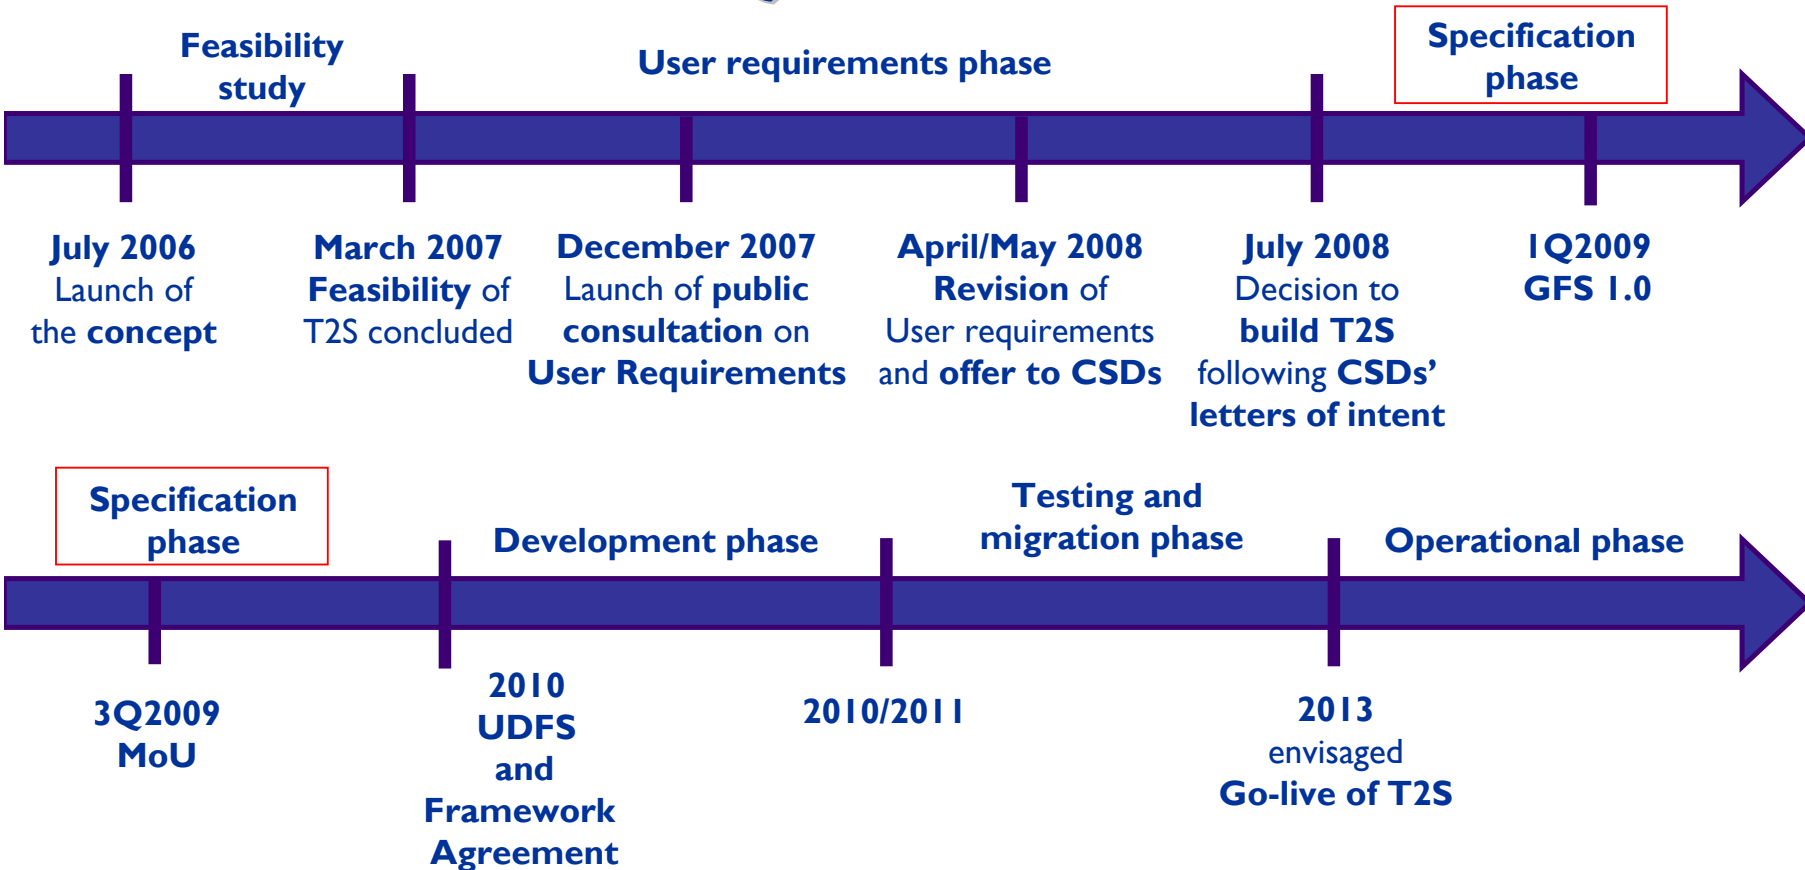 Feasibility
study
User requirements phase
Specification
phase
July 2006
Launch of
the concept
March 2007
Feasibility of
T2S concluded
December 2007
Launch of public
consultation on
User Requirements
April/May 2008
Revision of
User requirements
and offer to CSDs
July 2008
Decision to
build T2S
following CSDs’
letters of intent
1Q2009
GFS 1.0
Specification
phase
Development phase
Testing and
migration phase
Operational phase
3Q2009
MoU
2010
UDFS
and
Framework
Agreement
2010/2011
2013
envisaged
Go-live of T2S